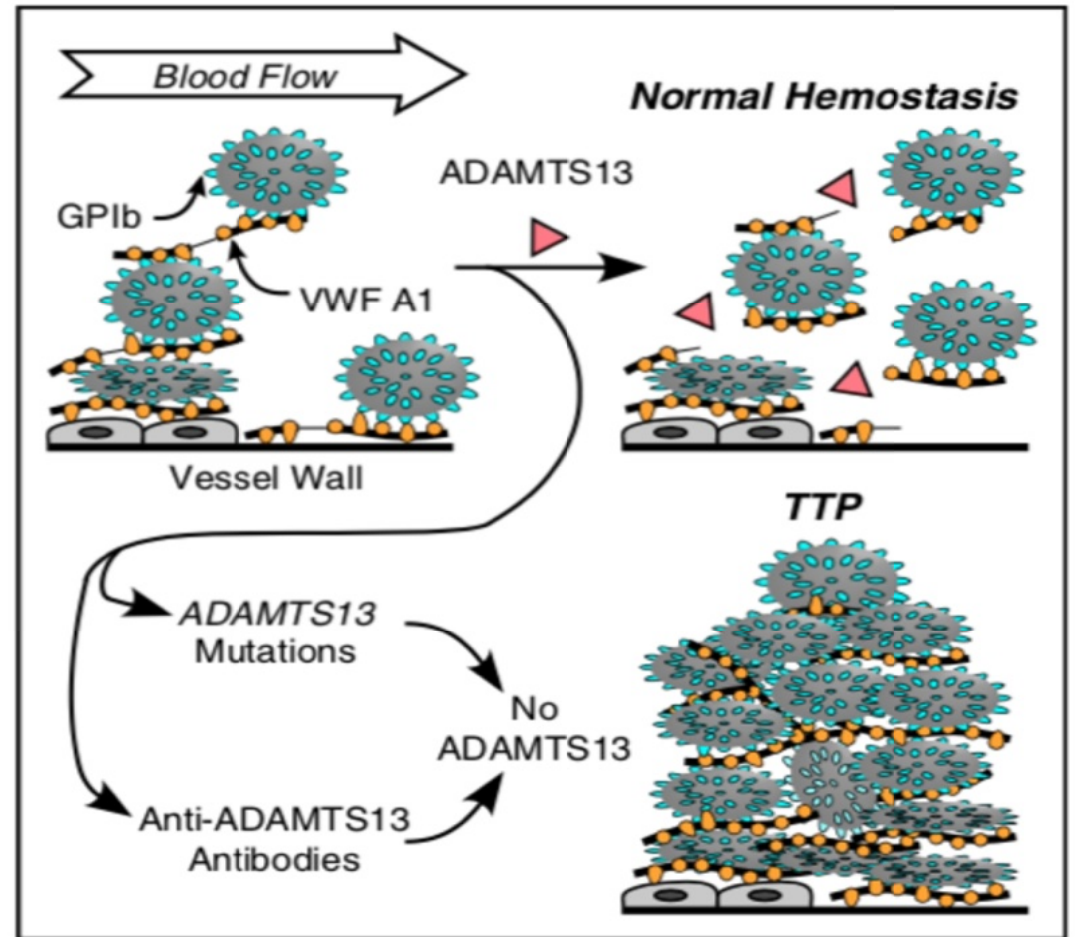 Blood Flow
Normal Hemostasis
ADAMTS13
GPIb
VWF A1
Vessel Wall
TTP
ADAMTS13
Mutations
No
ADAMTS13
Anti-ADAMTS13
Antibodies